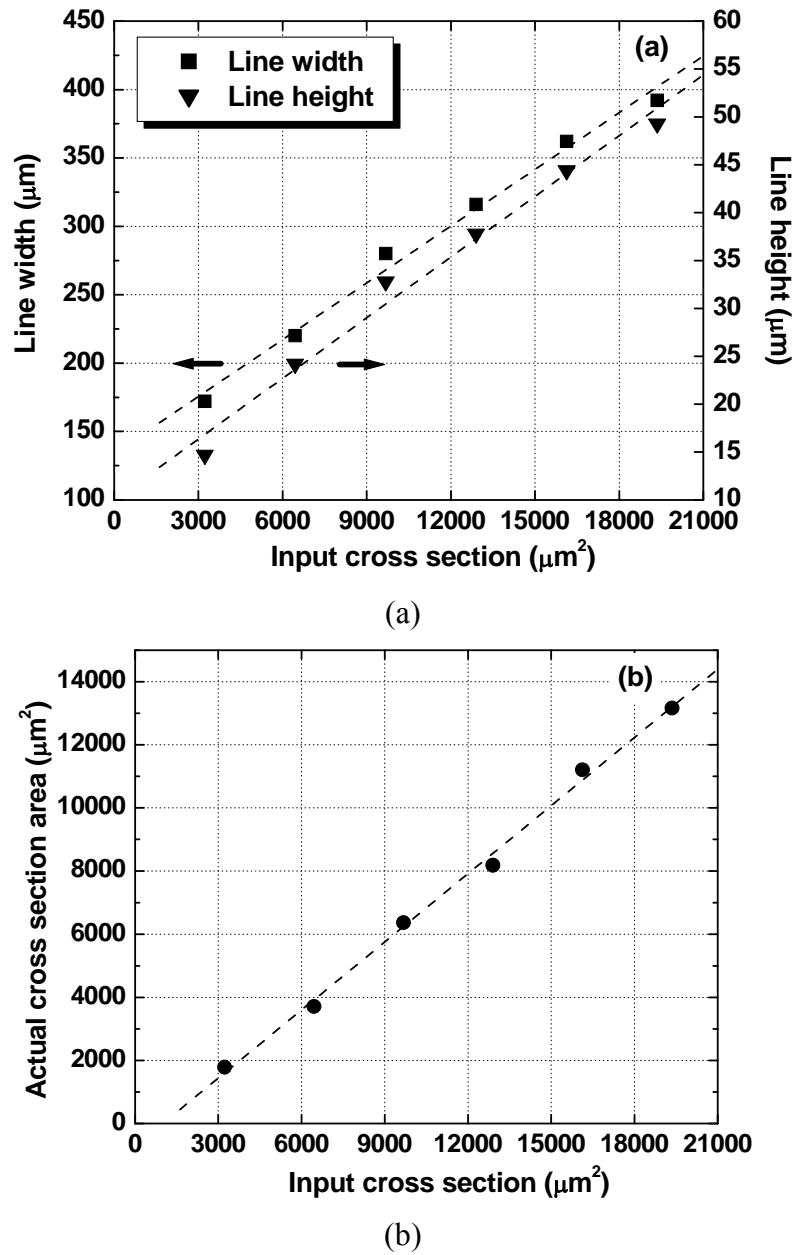 (a)
Line width
Line height
450
400
350
300
250
200
150
100
60
55
50
45
40
35
30
25
20
15
10
Line width (μm)
Line height (μm)
0 3000 6000 9000 12000 15000 18000 21000
Input cross section (μm²)
(a)
(b)
14000
12000
10000
8000
6000
4000
2000
0
Actual cross section area (μm²)
0 3000 6000 9000 12000 15000 18000 21000
Input cross section (μm²)
(b)